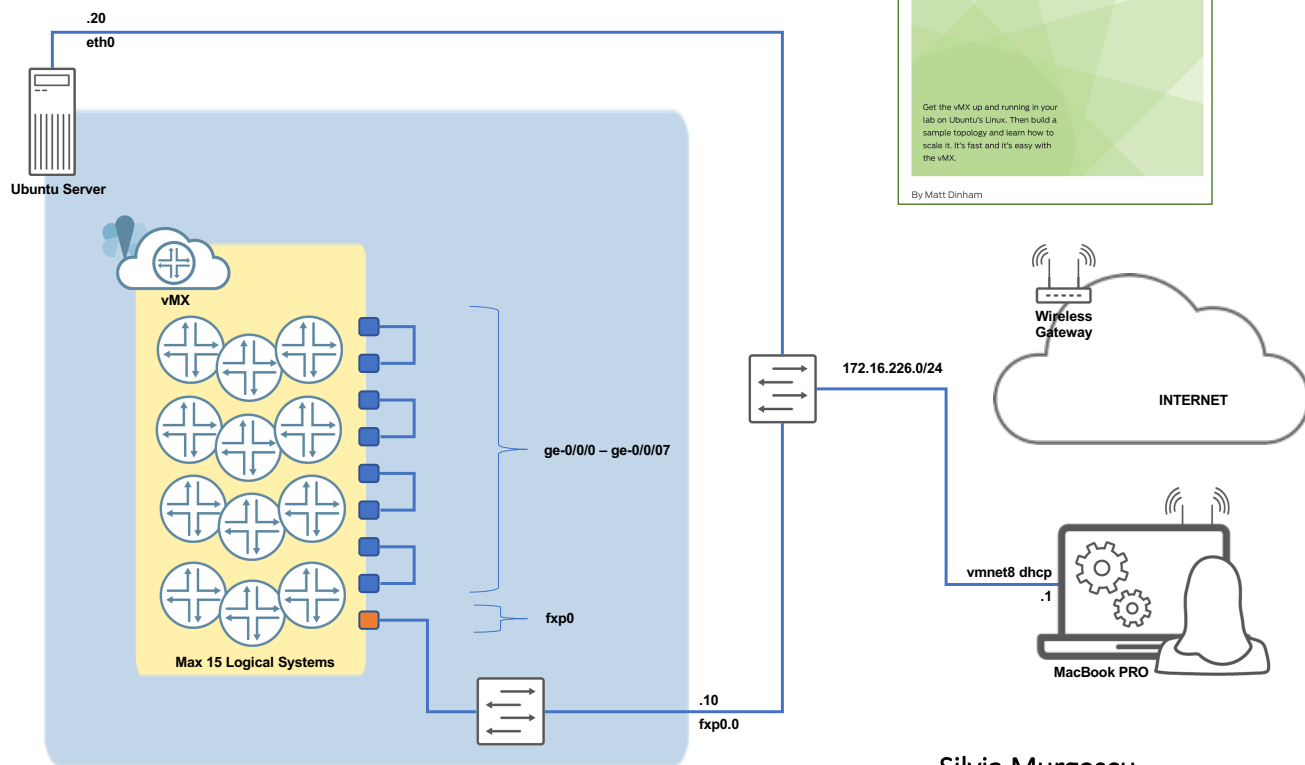 .20
eth0
Get the vMX up and running in your
lab on Ubuntu's Linux. Then build a
sample topology and learn how to
scale it. It's fast and it's easy with
the vMX.
By Matt Dinham
Ubuntu Server
vMX
Wireless
Gateway
172.16.226.0/24
INTERNET
ge-0/0/0 – ge-0/0/07
vmnet8 dhcp
.1
fxp0
Max 15 Logical Systems
MacBook PRO
.10
fxp0.0